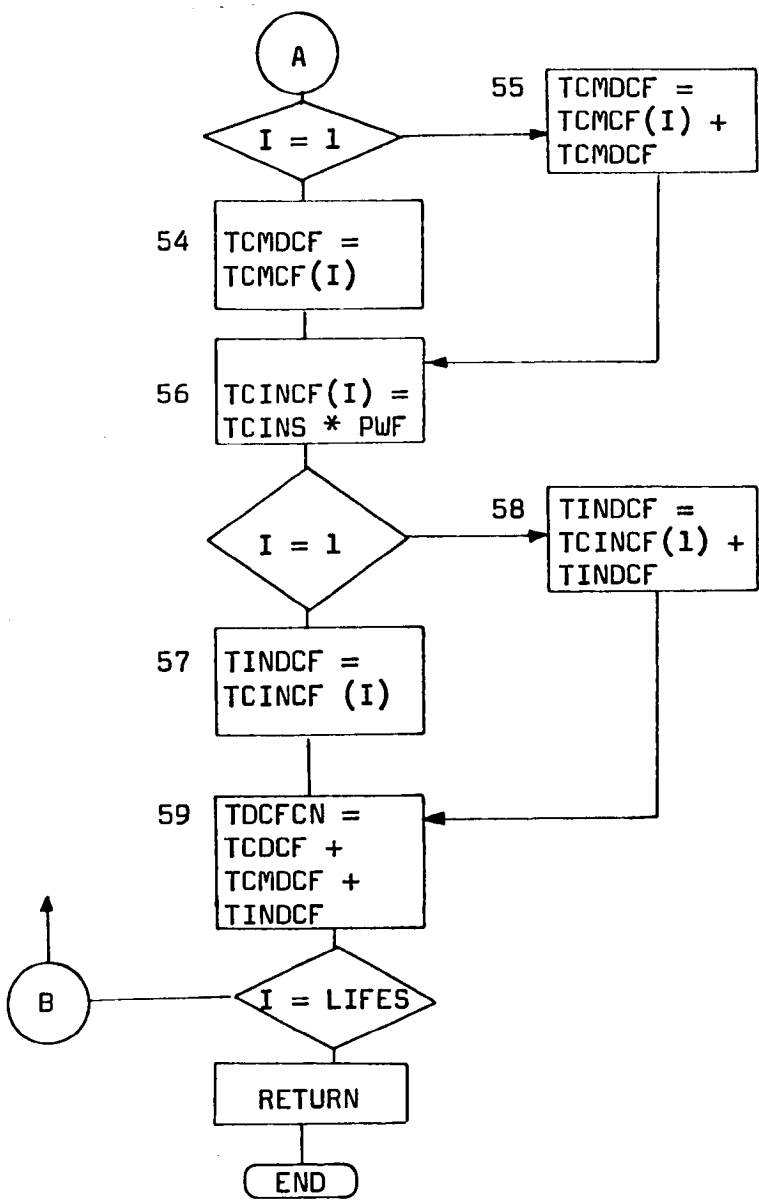 A
I = 1
55
TCMDCF =
TCMCF(I) +
TCMDCF
54
TCMDCF =
TCMCF(I)
56
TCINCF(I) =
TCINS * PWF
I = 1
58
TINDCF =
TCINCF(1) +
TINDCF
57
TINDCF =
TCINCF (I)
59
TDCFCN =
TCDCF +
TCMDCF +
TINDCF
B
I = LIFES
RETURN
END